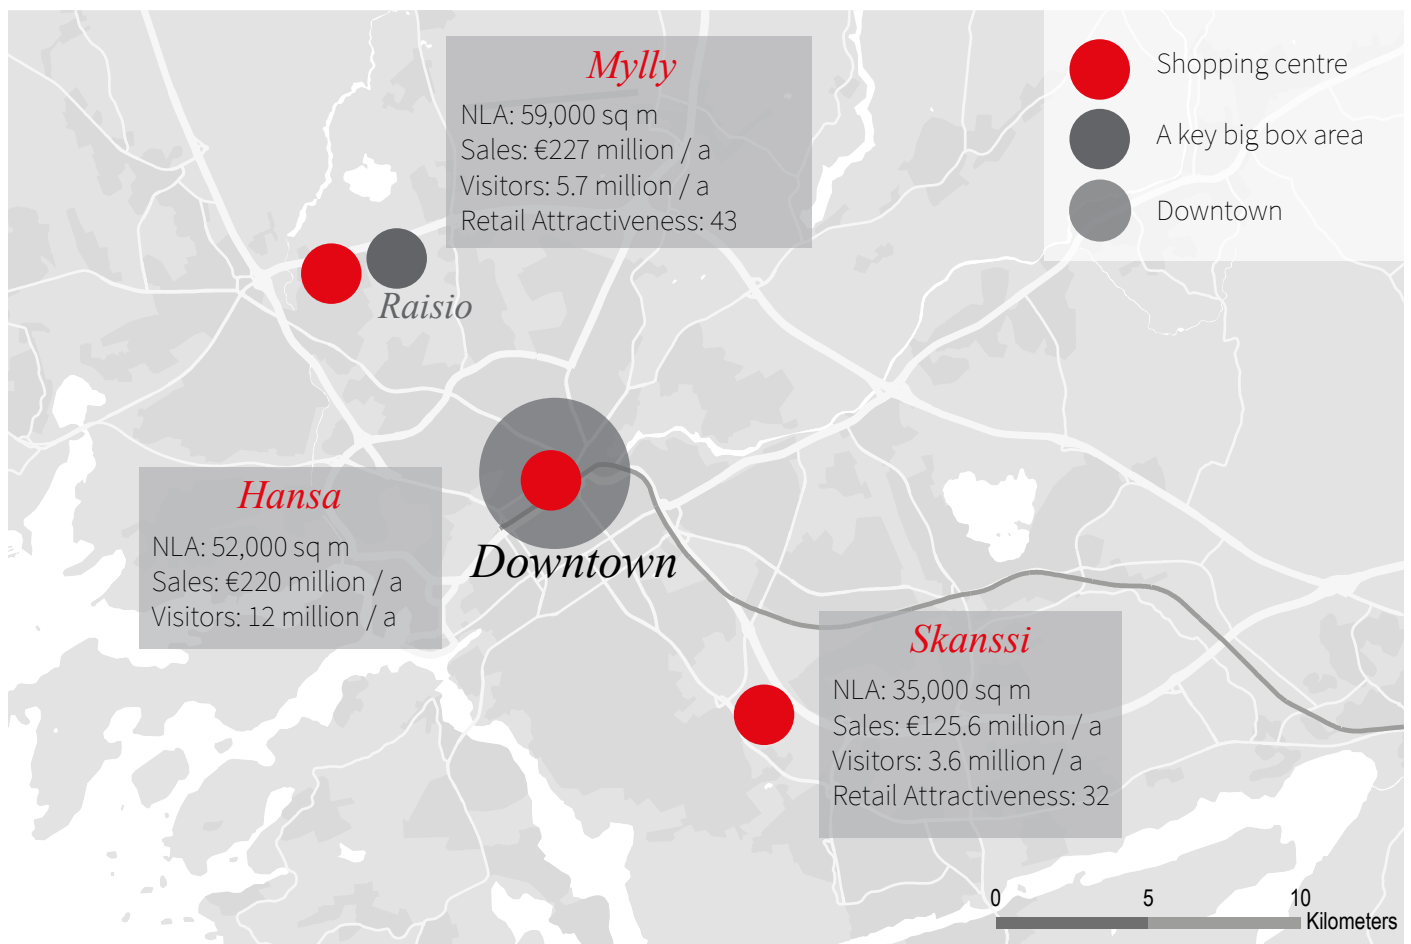 Mylly
NLA: 59,000 sq m
Sales: €227 million / a
Visitors: 5.7 million / a
Retail Attractiveness: 43
Shopping centre
A key big box area
Downtown
Raisio
Hansa
NLA: 52,000 sq m
Sales: €220 million / a
Visitors: 12 million / a
Downtown
Skanssi
NLA: 35,000 sq m
Sales: €125.6 million / a
Visitors: 3.6 million / a
Retail Attractiveness: 32
0 5 10
Kilometers